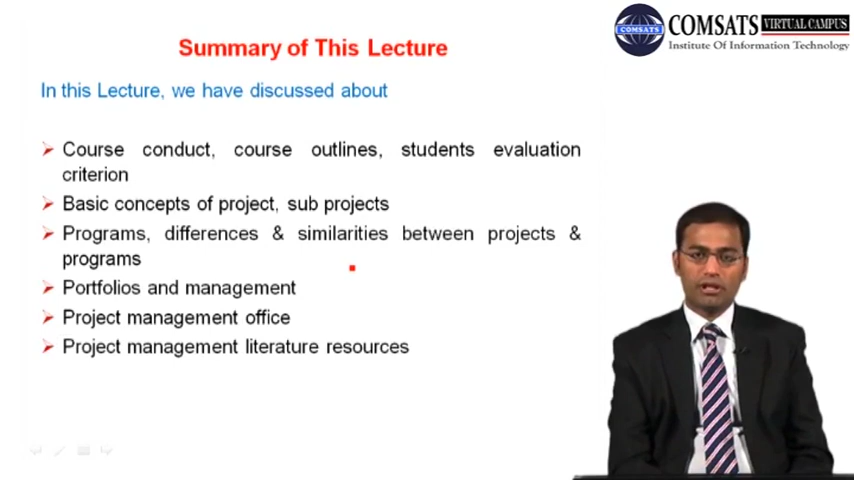 COMSATS
COMSATS VIRTUAL CAMPUS
Institute Of Information Technology
Summary of This Lecture
In this Lecture, we have discussed about
Course conduct, course outlines, students evaluation
criterion
Basic concepts of project, sub projects
Programs, differences & similarities between projects &
programs
Portfolios and management
Project management office
Project management literature resources